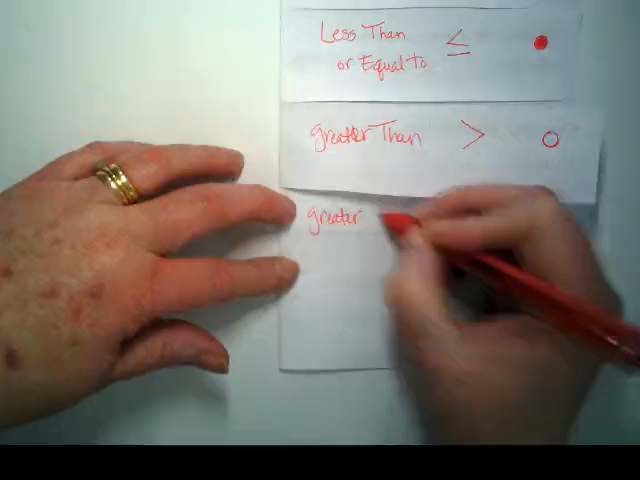 Less Than ≤
or Equal to
greater Than >
greater